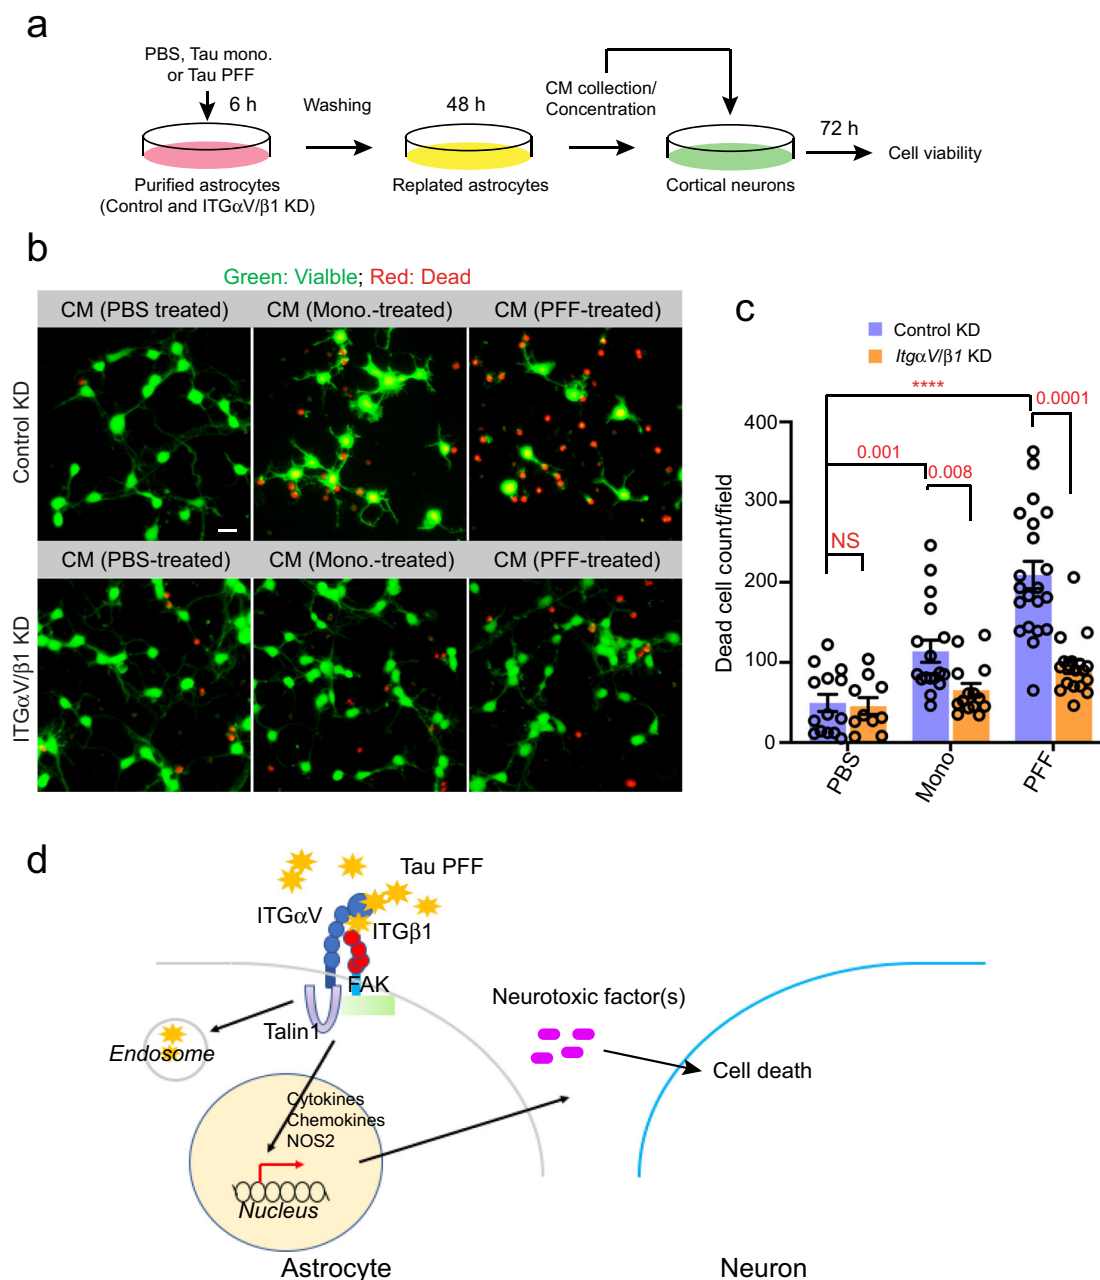 a
PBS, Tau mono.
or Tau PFF
6 h
Washing
48 h
CM collection/
Concentration
72 h
Cell viability
Purified astrocytes
(Control and ITGαV/β1 KD)
Replated astrocytes
Cortical neurons
b
Green: Vialble; Red: Dead
CM (PBS treated) CM (Mono.-treated) CM (PFF-treated)
Control KD
CM (PBS-treated) CM (Mono.-treated) CM (PFF-treated)
ITGαV/β1 KD
c
Control KD
ItgαV/β1 KD
****
0.0001
0.001
0.008
NS
Dead cell count/field
400
300
200
100
0
PBS
Mono
PFF
d
Tau PFF
ITGαV
ITGβ1
FAK
Talin1
Endosome
Neurotoxic factor(s)
Cell death
Cytokines
Chemokines
NOS2
Nucleus
Astrocyte
Neuron